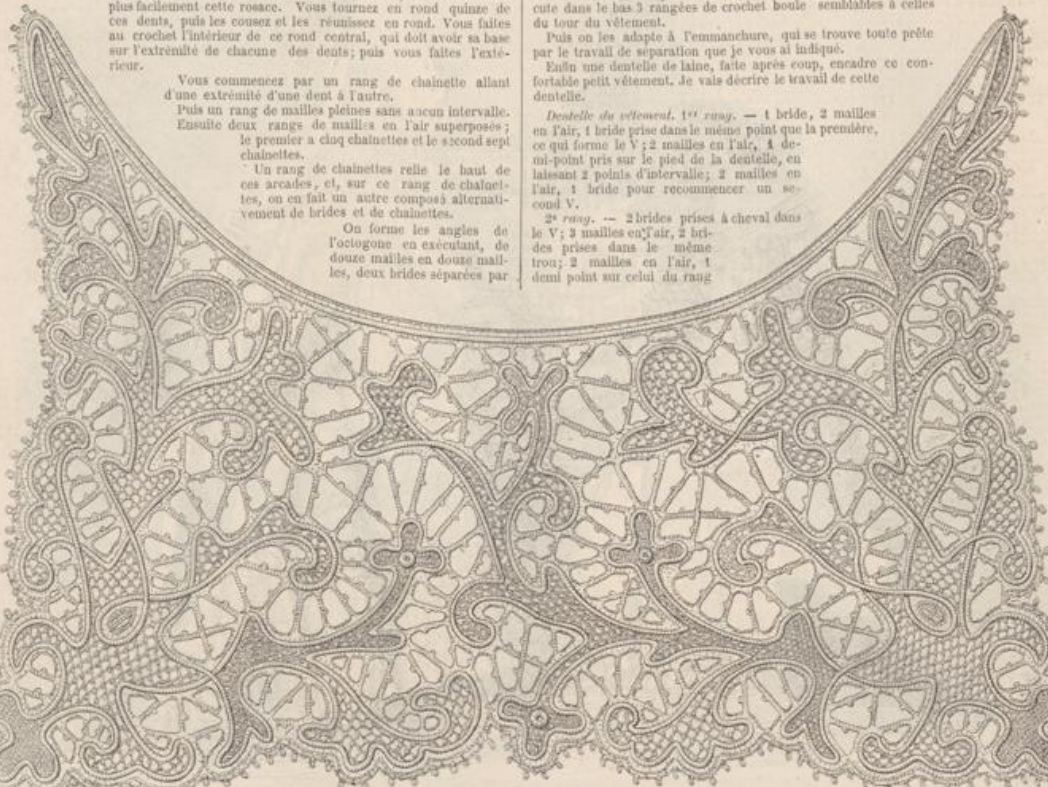 plus facilement cette rosace. Vous tournez en rond quinze de
ces dents, puis les cousez et les réunissez en rond. Vous faites
au crochet l'intérieur de ce rond central, qui doit avoir sa base
sur l'extrémité de chacune des dents; puis vous faites l'exté-
rieur.
Vous commencez par un rang de chainette allant
d'une extrémité d'une dent à l'autre.
Puis un rang de mailles pleines sans aucun intervalle.
Ensuite deux rangs de mailles en l'air superposés;
le premier a cinq chainettes et le second sept
chainettes.
Un rang de chainettes relie le haut de
ces arcades, et, sur ce rang de chaînet-
tes, on en fait un autre composé alternati-
vement de brides et de chainettes.
On forme les angles de
l'octogone en exécutant, de
douze mailles en douze mail-
les, deux brides séparées par
cute dans le bas 3 rangées de crochet boule semblables à celles
du tour du vêtement.
Puis on les adapte à l'emmanchure, qui se trouve toute prête
par le travail de séparation que je vous ai indiqué.
Enfin une dentelle de laine, faite après coup, encadre ce con-
fortable petit vêtement. Je vais décrire le travail de cette
dentelle.
Dentelle du vêtement. 1er rang. — 1 bride, 2 mailles
en l'air, 1 bride prise dans le même point que la première,
ce qui forme le V; 2 mailles en l'air, 1 de-
mi-point pris sur le pied de la dentelle, en
laissant 2 points d'intervalle; 2 mailles en
l'air, 1 bride pour recommencer un se-
cond V.
2e rang. — 2 brides prises à cheval dans
le V; 3 mailles en l'air, 2 bri-
des prises dans le même
trou; 2 mailles en l'air, 1
demi point sur celui du rang